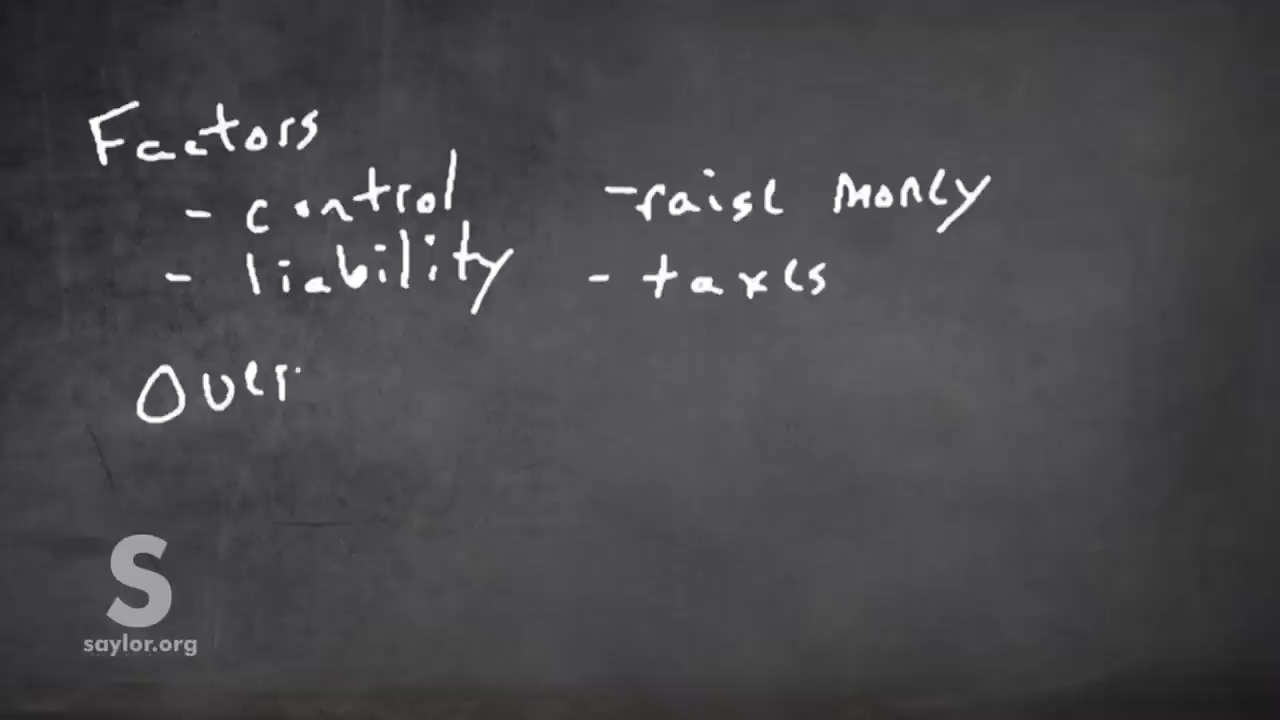 Factors
- control
- liability
- raise money
- taxes
Over
S
saylor.org